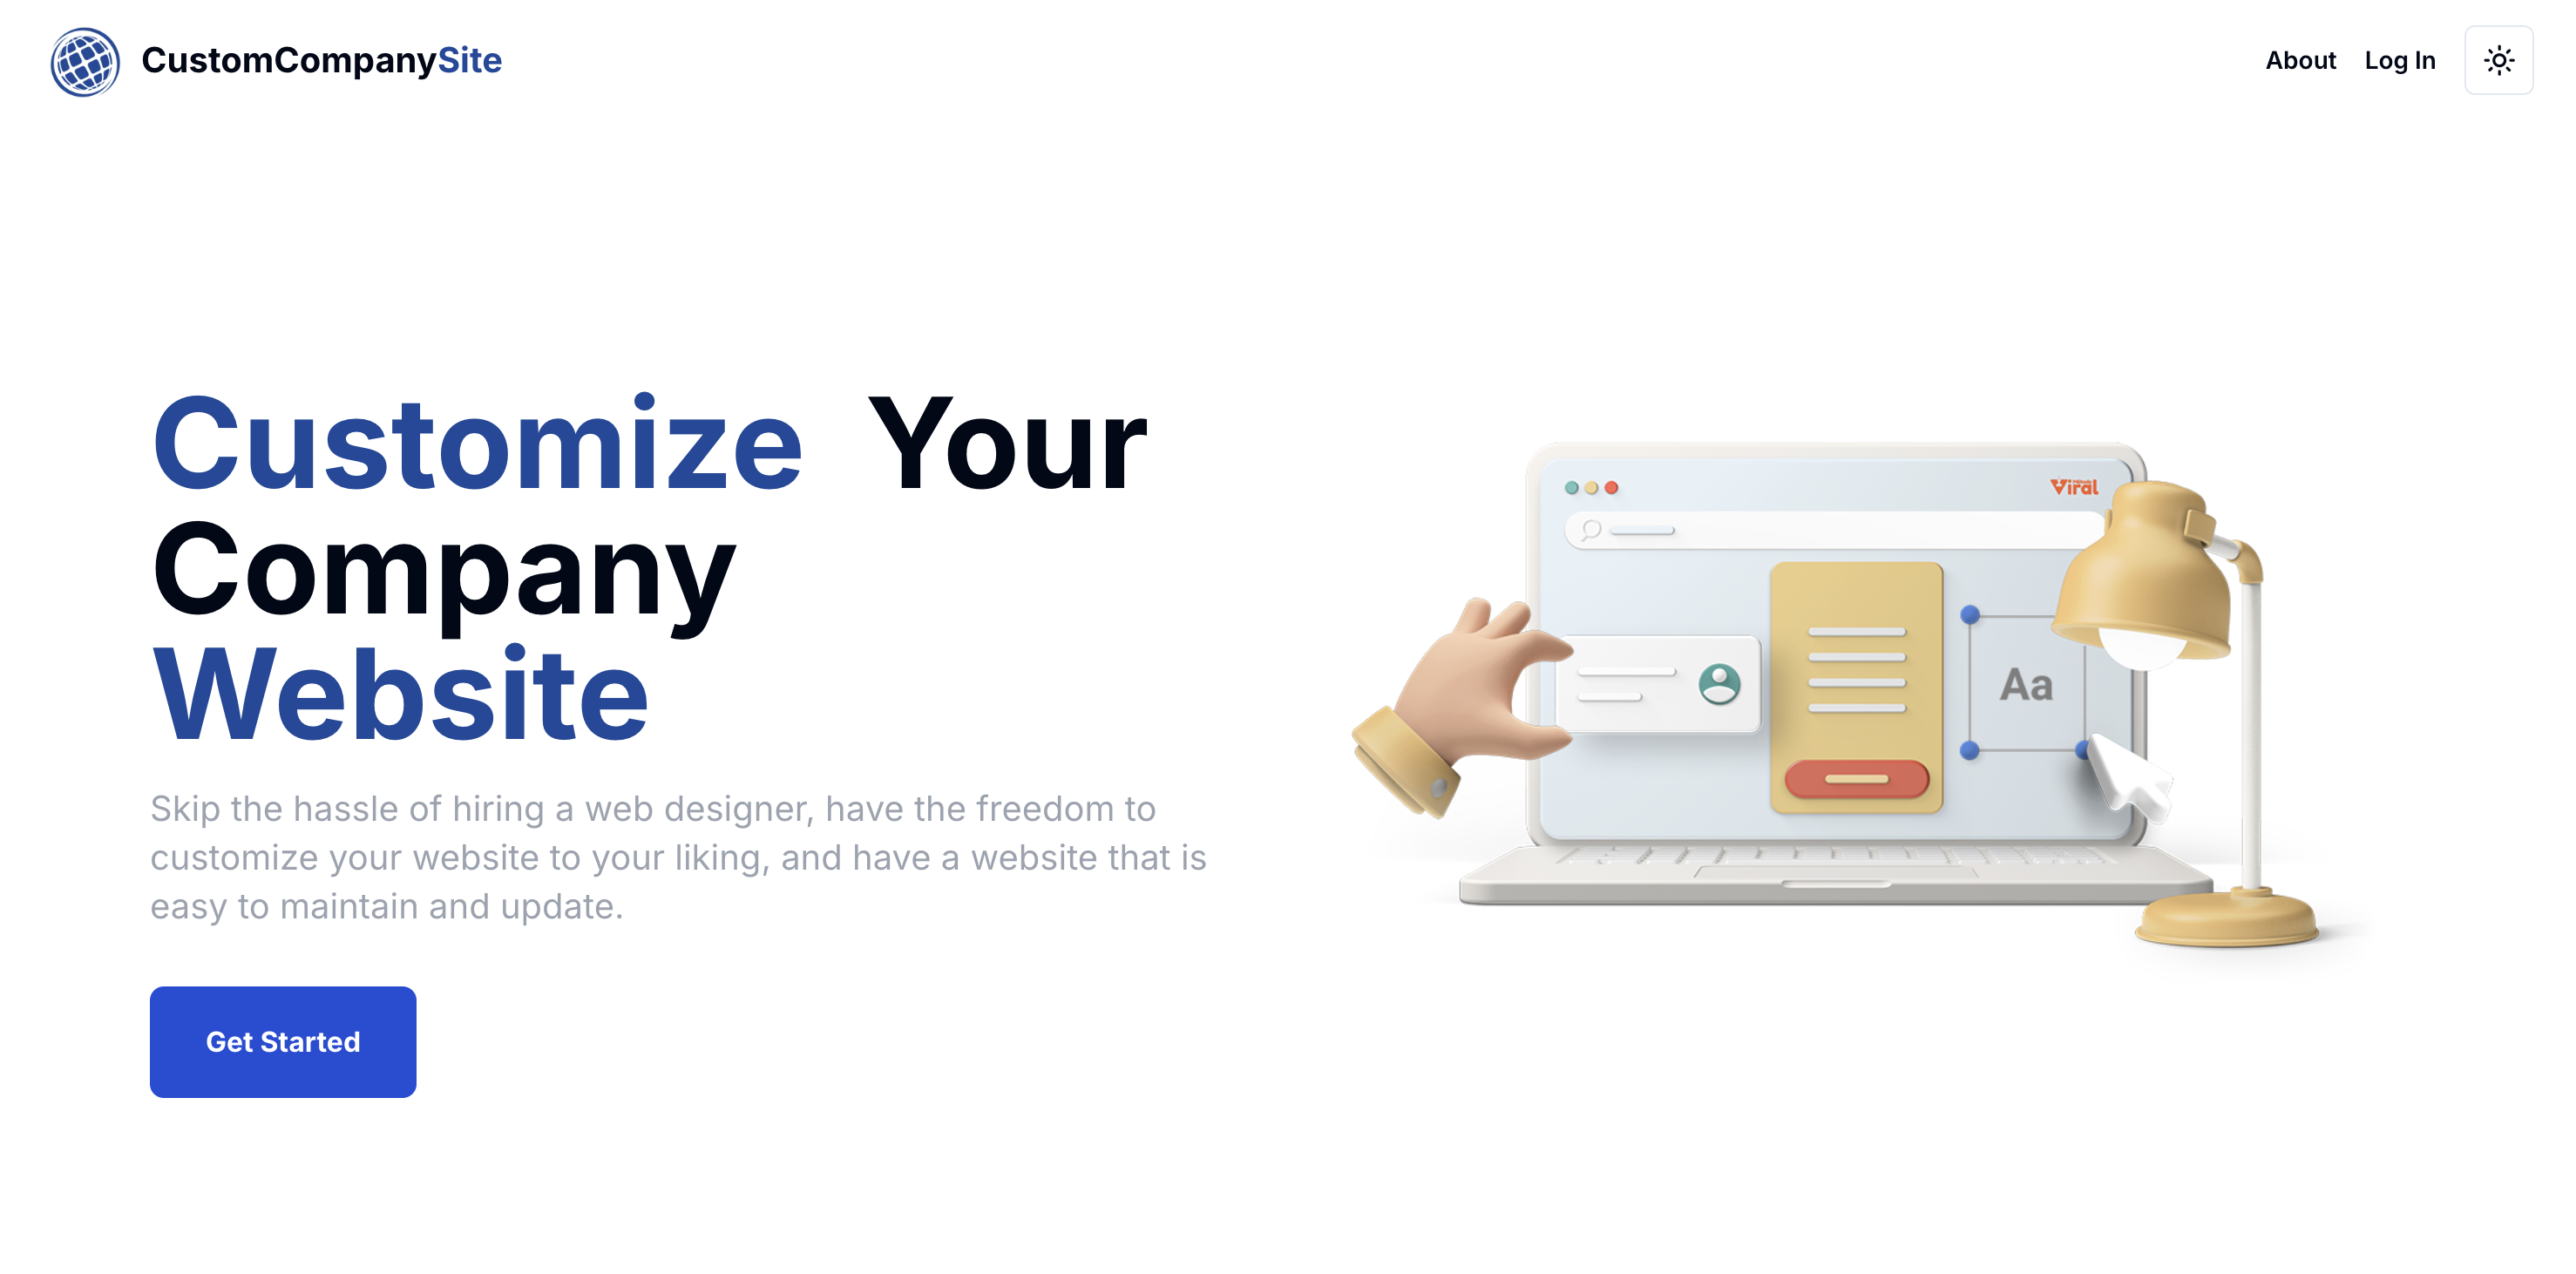 CustomCompanySite
About
Log In
Customize Your
Company
Website
Skip the hassle of hiring a web designer, have the freedom to
customize your website to your liking, and have a website that is
easy to maintain and update.
Get Started
Viral
Aa